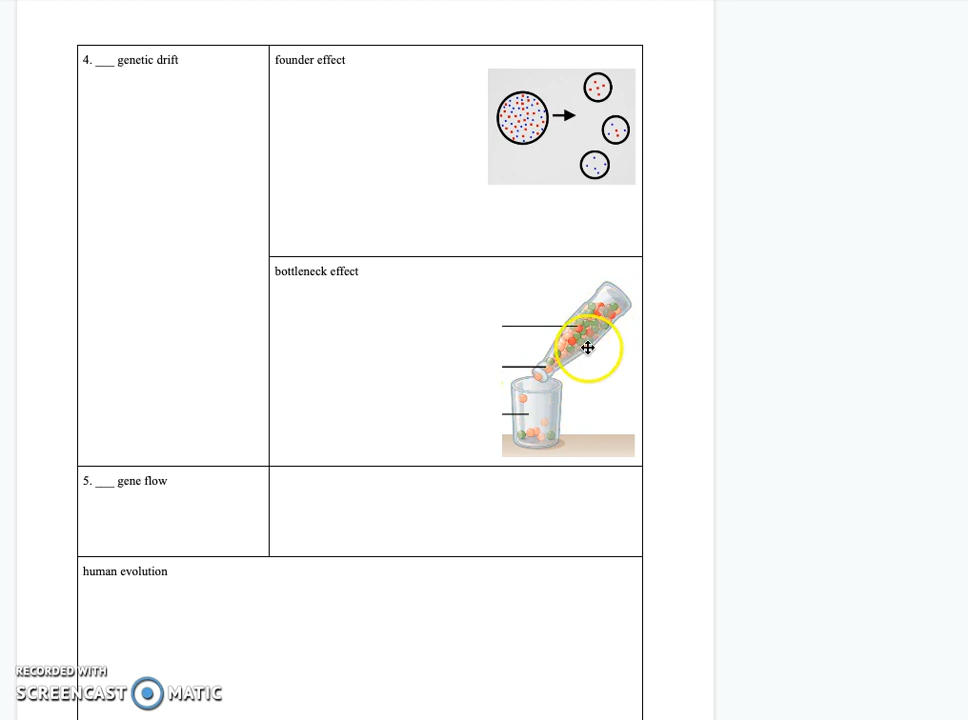 4. ___ genetic drift
founder effect
bottleneck effect
5. ___ gene flow
human evolution
RECORDED WITH
SCREENCAST MATIC